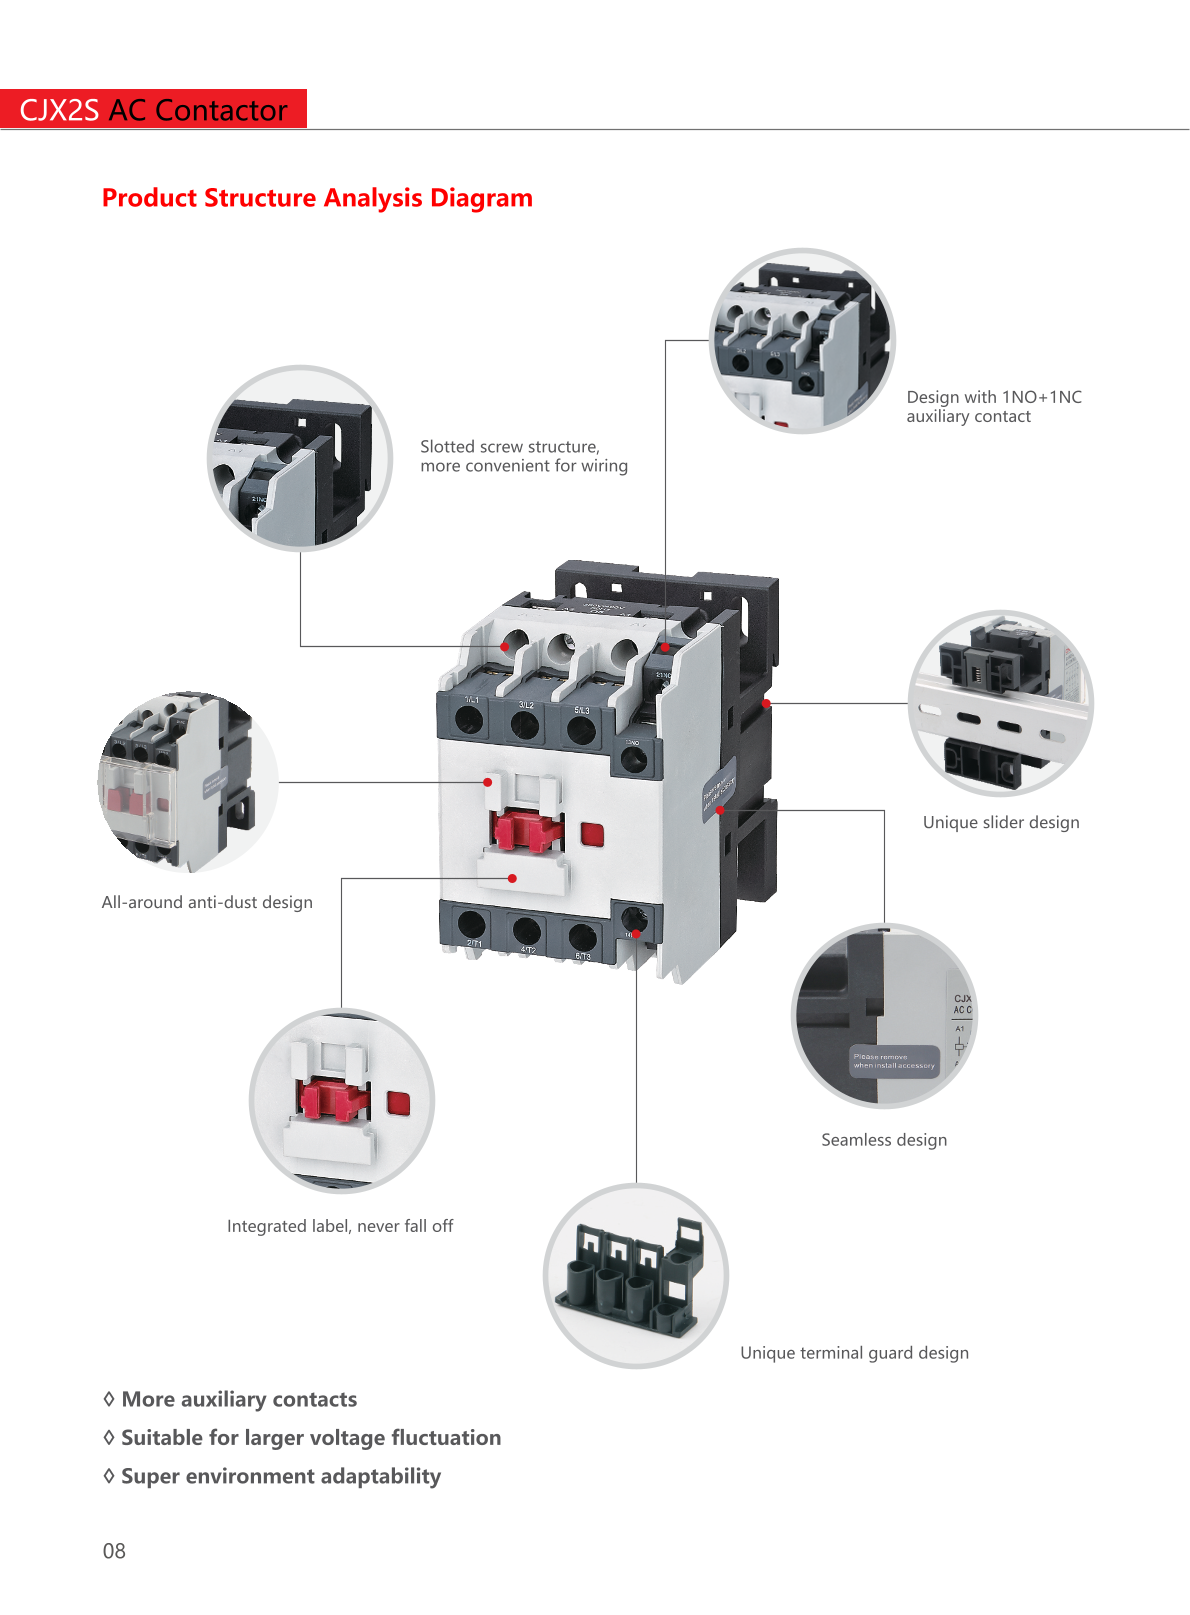 CJX2S AC Contactor
Product Structure Analysis Diagram
Design with 1NO+1NC
auxiliary contact
Slotted screw structure,
more convenient for wiring
21NC
1/L1
3/L2
5/L3
21NC
13NO
Unique slider design
All-around anti-dust design
2/T1
4/T2
6/T3
CJX
AC C
A1
Please remove
when install accessory
Seamless design
Integrated label, never fall off
Unique terminal guard design
◊ More auxiliary contacts
◊ Suitable for larger voltage fluctuation
◊ Super environment adaptability
08